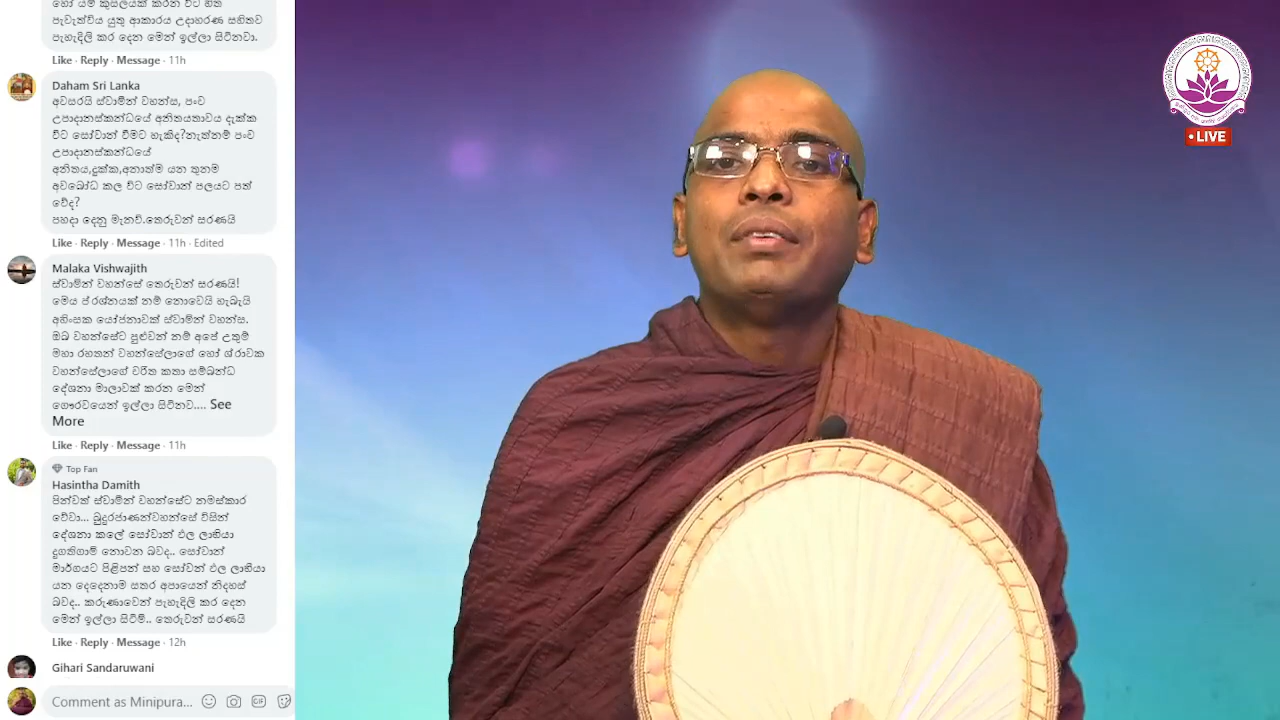 හෝ යම් කුසලයක් කරන විට හිත
පැවැත්විය යුතු ආකාරය උදාහරණ සහිතව
පැහැදිලි කර දෙන මෙන් ඉල්ලා සිටිනවා.
Like · Reply · Message · 11h
Daham Sri Lanka
අවසරයි ස්වාමීන් වහන්ස, පංච
උපාදානස්කන්ධයේ අනිත්‍යතාවය දැක්ක
විට සෝවාන් වීමට හැකිද?නැත්නම් පංච
උපාදානස්කන්ධයේ
අනිත්‍ය,දුක්ක,අනාත්ම යන තුනම
අවබෝධ කල විට සෝවාන් පලයට පත්
වේද?
පහදා දෙනු මැනවි.තෙරුවන් සරණයි
Like · Reply · Message · 11h · Edited
Malaka Vishwajith
ස්වාමින් වහන්සේ තෙරුවන් සරණයි!
මෙය ප්‍රශ්නයක් නම් නොවෙයි හැබැයි
අහිංසක යෝජනාවක් ස්වාමින් වහන්ස.
ඔබ වහන්සේට පුළුවන් නම් අපේ උතුම්
මහා රහතන් වහන්සේලාගේ හෝ ශ්‍රාවක
වහන්සේලාගේ චරිත කතා සම්බන්ධ
දේශනා මාලාවක් කරන මෙන්
ගෞරවයෙන් ඉල්ලා සිටිනව.... See
More
Like · Reply · Message · 11h
Top Fan
Hasintha Damith
පින්වත් ස්වාමීන් වහන්සේට නමස්කාර
වේවා... බුදුරජාණන්වහන්සේ විසින්
දේශනා කලේ සෝවාන් ඵල ලාභියා
දුගතිගාමී නොවන බවද.. සෝවාන්
මාර්ගයට පිළිපන් සහ සෝවන් ඵල ලාභියා
යන දෙදෙනාම සතර අපායෙන් නිදහස්
බවද.. කරුණාවෙන් පැහැදිලි කර දෙන
මෙන් ඉල්ලා සිටිමි.. තෙරුවන් සරණයි
Like · Reply · Message · 12h
Gihari Sandaruwani
Comment as Minipura...
GIF
LIVE